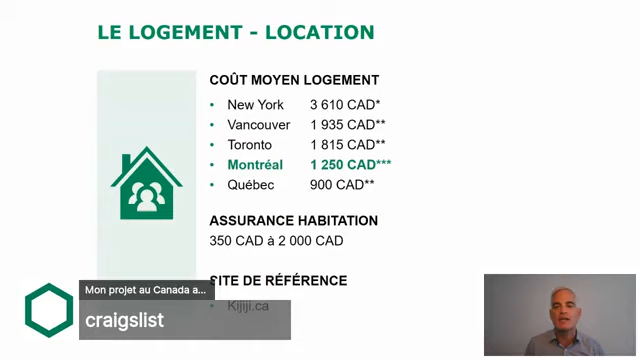 LE LOGEMENT - LOCATION
COÛT MOYEN LOGEMENT
• New York 3 610 CAD*
• Vancouver 1 935 CAD**
• Toronto 1 815 CAD**
• Montréal 1 250 CAD***
• Québec 900 CAD**
ASSURANCE HABITATION
350 CAD à 2 000 CAD
SITE DE RÉFÉRENCE
Mon projet au Canada a...
• Kijiji.ca
craigslist